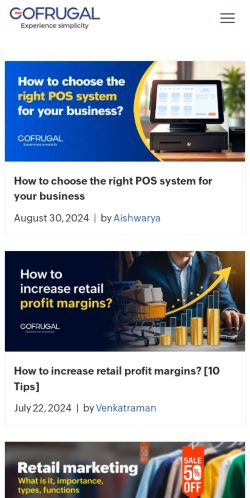 GOFRUGAL
Experience simplicity
How to choose the
right POS system
for your business?
GOFRUGAL
How to choose the right POS system for
your business
August 30, 2024 | by Aishwarya
How to
increase retail
profit margins?
GOFRUGAL
How to increase retail profit margins? [10
Tips]
July 22, 2024 | by Venkatraman
Retail marketing
What is it, importance,
types, functions
SALE
50%
OFF